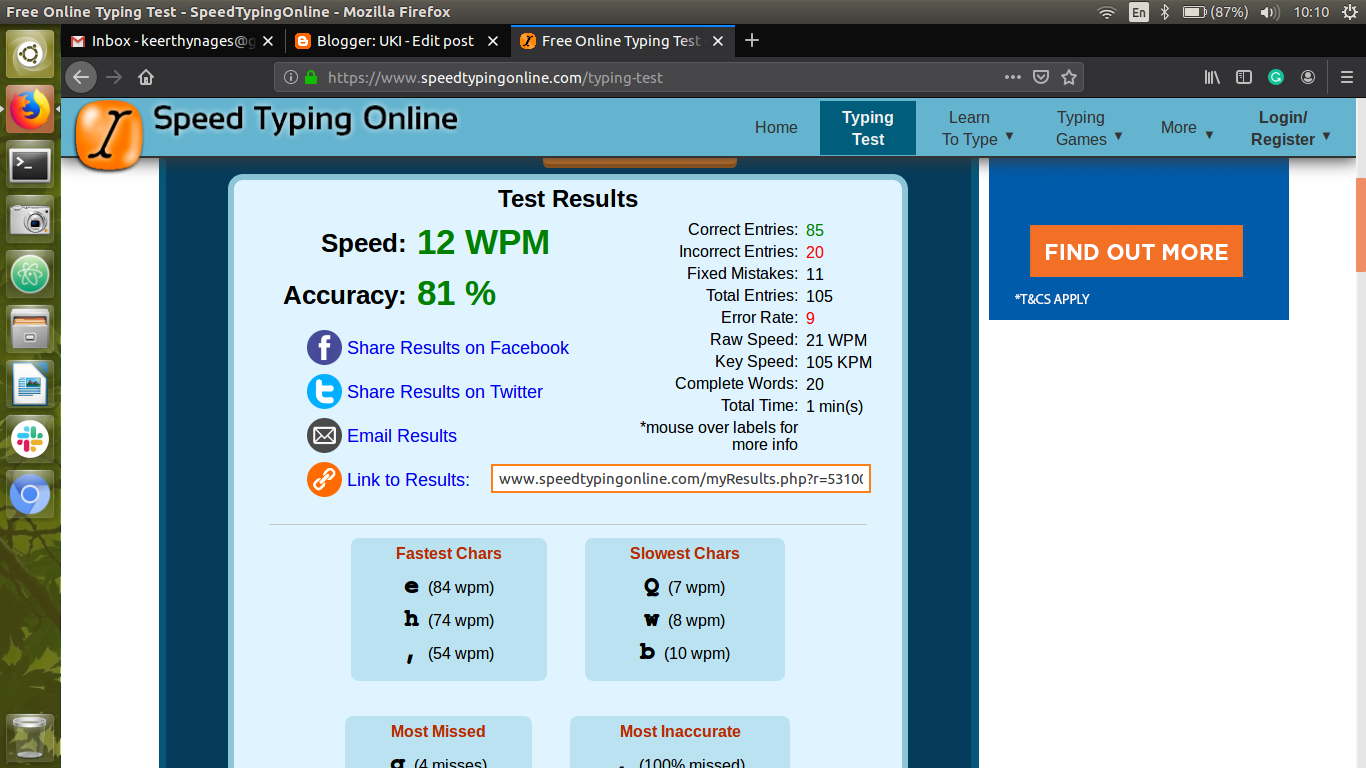 Free Online Typing Test - SpeedTypingOnline - Mozilla Firefox
En
(87%)
10:10
Inbox - keerthynages@g
Blogger: UKI - Edit post
Free Online Typing Test
https://www.speedtypingonline.com/typing-test
Speed Typing Online
Home
Typing
Test
Learn
To Type
Typing
Games
More
Login/
Register
Test Results
Speed: 12 WPM
Accuracy: 81 %
Share Results on Facebook
Share Results on Twitter
Email Results
Link to Results: www.speedtypingonline.com/myResults.php?r=5310
Correct Entries: 85
Incorrect Entries: 20
Fixed Mistakes: 11
Total Entries: 105
Error Rate: 9
Raw Speed: 21 WPM
Key Speed: 105 KPM
Complete Words: 20
Total Time: 1 min(s)
*mouse over labels for
more info
Fastest Chars
e (84 wpm)
h (74 wpm)
, (54 wpm)
Slowest Chars
Q (7 wpm)
w (8 wpm)
b (10 wpm)
Most Missed
(4 misses)
Most Inaccurate
(100% missed)
FIND OUT MORE
*T&CS APPLY